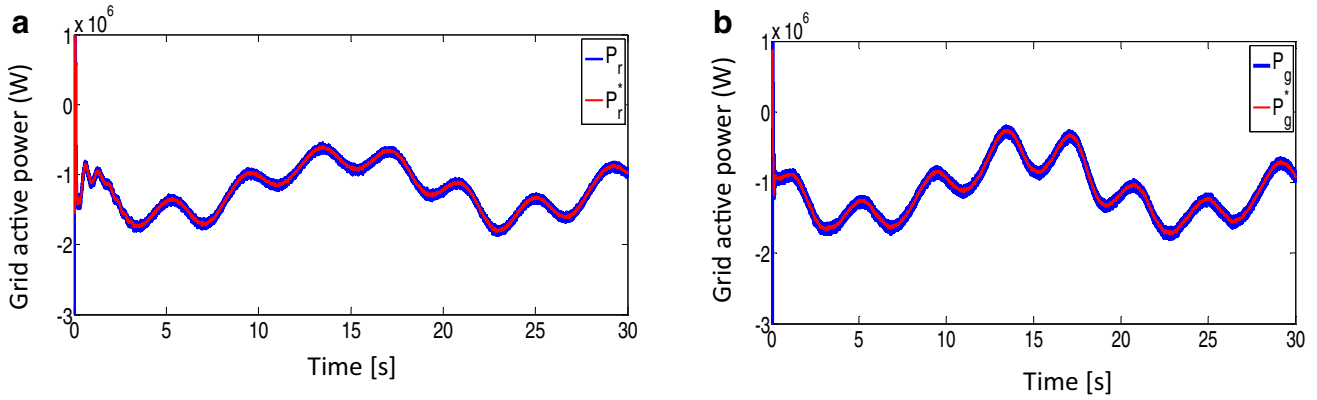 a
x 10^6
Grid active power (W)
1
0
-1
-2
-3
P_r
P_r^*
0 5 10 15 20 25 30
Time [s]
b
x 10^6
Grid active power (W)
1
0
-1
-2
-3
P_g
P_g^*
0 5 10 15 20 25 30
Time [s]